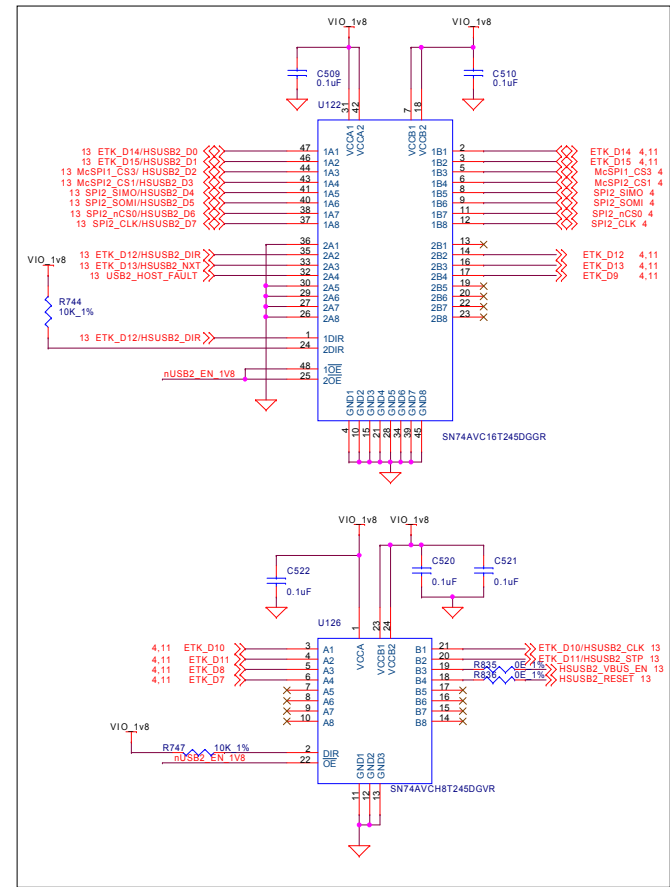 VIO_1v8 VIO_1v8
C509 0.1uF
C510 0.1uF
U122
31 42 7 18
VCCA1 VCCA2 VCCB1 VCCB2
13 ETK_D14/HSUSB2_D0 47 1A1 1B1 2 ETK_D14 4,11
13 ETK_D15/HSUSB2_D1 46 1A2 1B2 3 ETK_D15 4,11
13 McSPI1_CS3/ HSUSB2_D2 44 1A3 1B3 5 McSPI1_CS3 4
13 McSPI1_CS1/HSUSB2_D3 43 1A4 1B4 6 McSPI2_CS1 4
13 SPI2_SIMO/HSUSB2_D4 41 1A5 1B5 8 SPI2_SIMO 4
13 SPI2_SOMI/HSUSB2_D5 40 1A6 1B6 9 SPI2_SOMI 4
13 SPI2_nCS0/HSUSB2_D6 38 1A7 1B7 11 SPI2_nCS0 4
13 SPI2_CLK/HSUSB2_D7 37 1A8 1B8 12 SPI2_CLK 4
36 2A1 2B1 13
13 ETK_D12/HSUSB2_DIR 35 2A2 2B2 14 ETK_D12 4,11
13 ETK_D13/HSUSB2_NXT 33 2A3 2B3 16 ETK_D13 4,11
13 USB2_HOST_FAULT 32 2A4 2B4 17 ETK_D9 4,11
30 2A5 2B5 19
29 2A6 2B6 20
27 2A7 2B7 22
26 2A8 2B8 23
VIO_1v8
R744
10K_1%
13 ETK_D12/HSUSB2_DIR 1 1DIR
24 2DIR
48 1OE
nUSB2_EN_1V8 25 2OE
GND1 GND2 GND3 GND4 GND5 GND6 GND7 GND8
4 10 15 21 28 34 39 45
SN74AVC16T245DGGR
VIO_1v8 VIO_1v8
C522 0.1uF
C520 0.1uF
C521 0.1uF
U126
1 23 24
VCCA VCCB1 VCCB2
4,11 ETK_D10 3 A1 B1 21 ETK_D10/HSUSB2_CLK 13
4,11 ETK_D11 4 A2 B2 20 ETK_D11/HSUSB2_STP 13
4,11 ETK_D8 5 A3 B3 19 R835 0E_1% HSUSB2_VBUS_EN 13
4,11 ETK_D7 6 A4 B4 18 R836 0E_1% HSUSB2_RESET 13
7 A5 B5 17
8 A6 B6 16
9 A7 B7 15
10 A8 B8 14
VIO_1v8
R747 10K_1% 2 DIR
nUSB2_EN_1V8 22 OE
GND1 GND2 GND3
11 12 13
SN74AVCH8T245DGVR